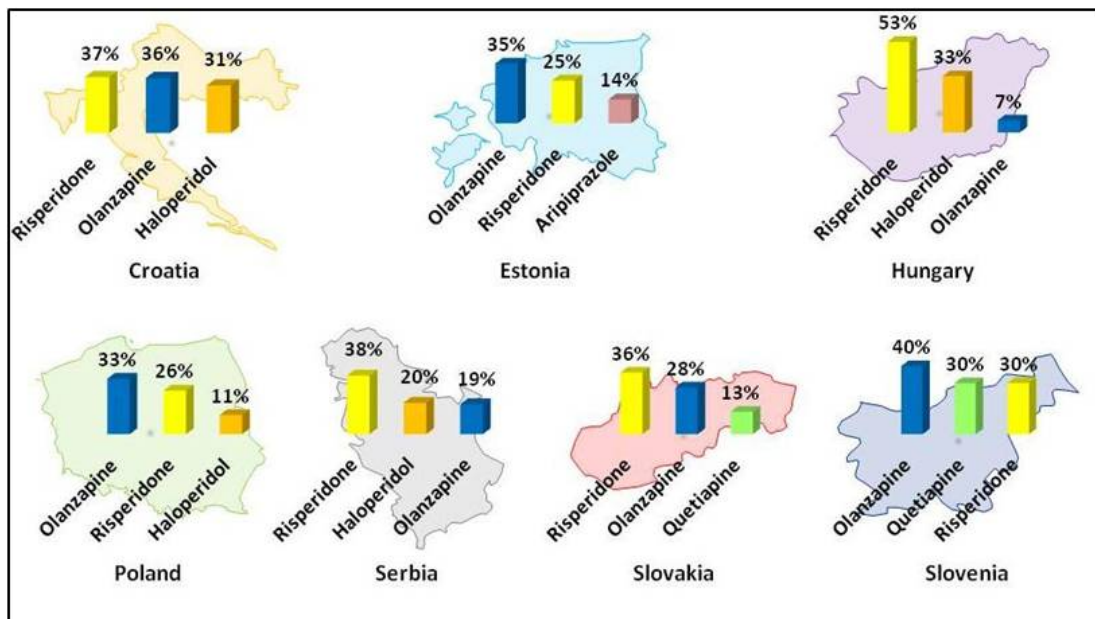 37% 36% 31%
Risperidone
Olanzapine
Haloperidol
Croatia
35% 25% 14%
Olanzapine
Risperidone
Aripiprazole
Estonia
53% 33% 7%
Risperidone
Haloperidol
Olanzapine
Hungary
33% 26% 11%
Olanzapine
Risperidone
Haloperidol
Poland
38% 20% 19%
Risperidone
Haloperidol
Olanzapine
Serbia
36% 28% 13%
Risperidone
Olanzapine
Quetiapine
Slovakia
40% 30% 30%
Olanzapine
Quetiapine
Risperidone
Slovenia